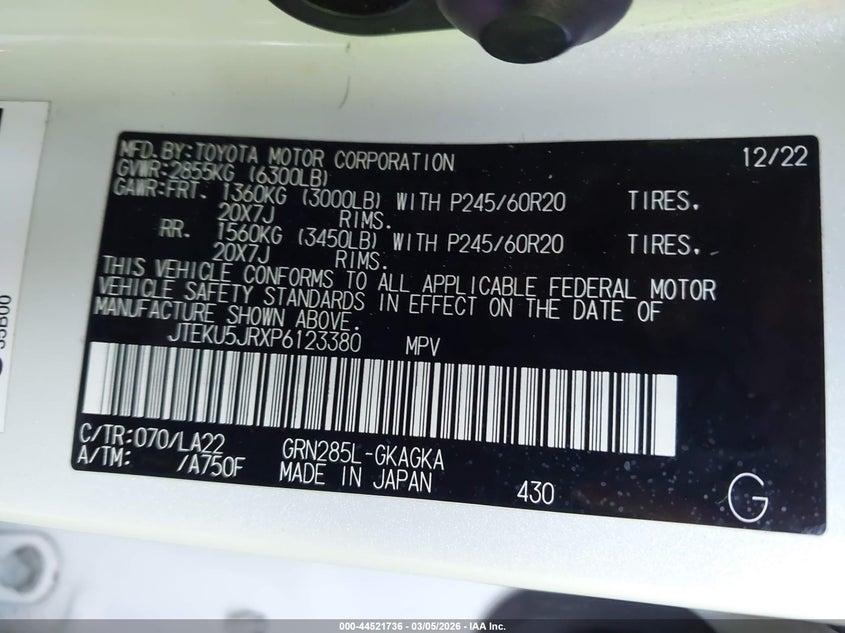 MFD. BY: TOYOTA MOTOR CORPORATION 12/22
GVWR: 2855KG (6300LB)
GAWR: FRT. 1360KG (3000LB) WITH P245/60R20 TIRES.
20X7J RIMS.
RR. 1560KG (3450LB) WITH P245/60R20 TIRES.
20X7J RIMS.
THIS VEHICLE CONFORMS TO ALL APPLICABLE FEDERAL MOTOR
VEHICLE SAFETY STANDARDS IN EFFECT ON THE DATE OF
MANUFACTURE SHOWN ABOVE.
JTEKU5JRXP6123380 MPV
C/TR: 070/LA22 GRN285L-GKAGKA
A/TM: /A750F MADE IN JAPAN 430 G
000-44521736 - 03/05/2026 - IAA Inc.